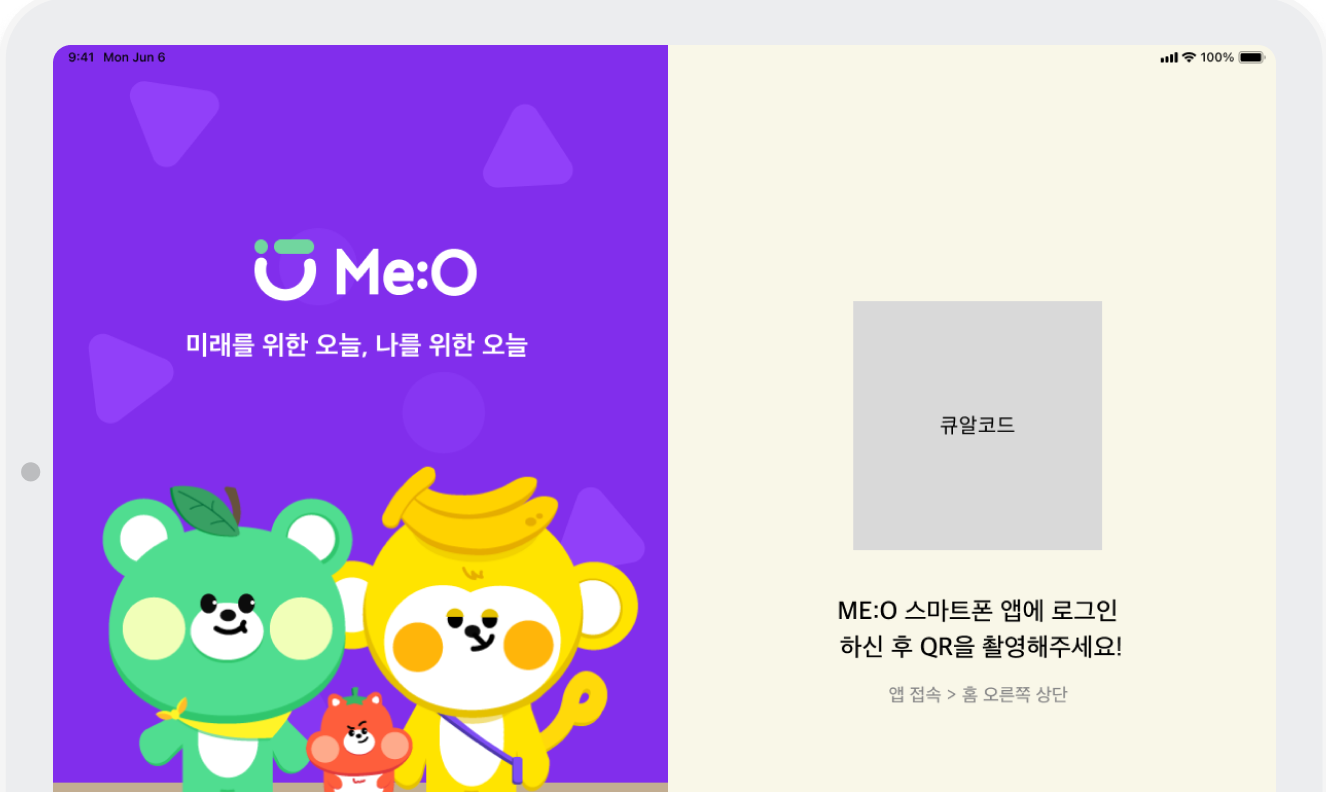 9:41 Mon Jun 6
100%
Me:O
미래를 위한 오늘, 나를 위한 오늘
큐알코드
ME:O 스마트폰 앱에 로그인
하신 후 QR을 촬영해주세요!
앱 접속 > 홈 오른쪽 상단